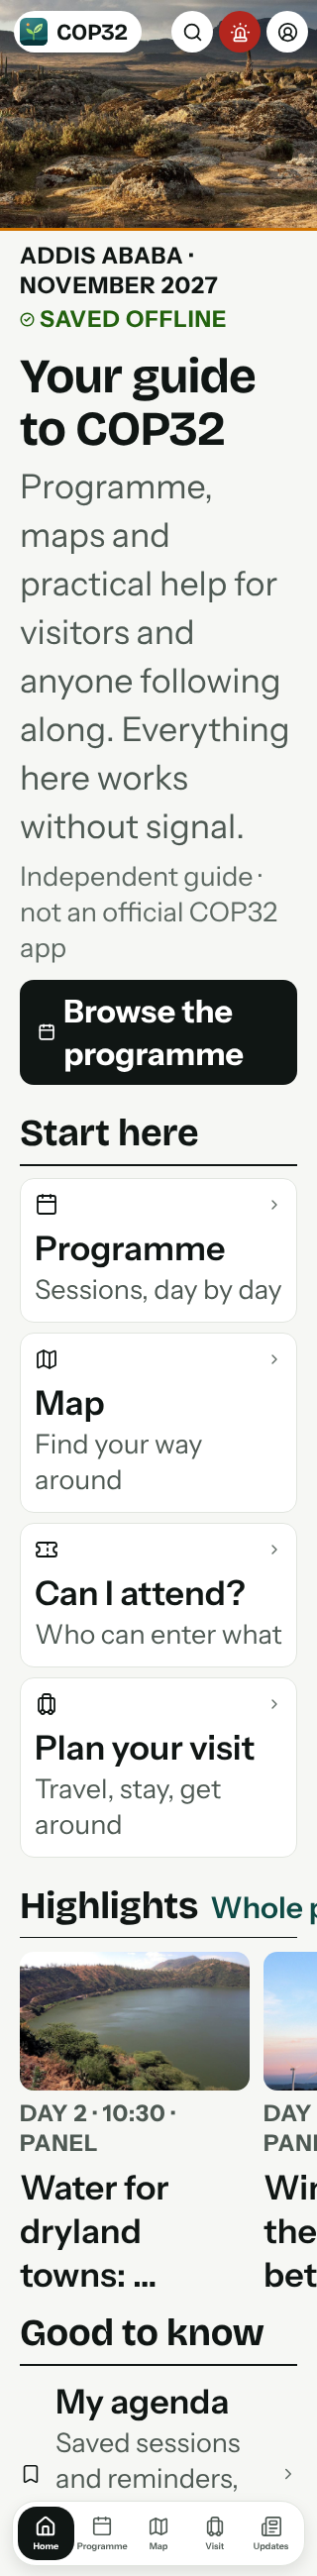 COP32
ADDIS ABABA ·
NOVEMBER 2027
SAVED OFFLINE
Your guide
to COP32
Programme,
maps and
practical help for
visitors and
anyone following
along. Everything
here works
without signal.
Independent guide ·
not an official COP32
app
Browse the
programme
Start here
Programme
Sessions, day by day
Map
Find your way
around
Can I attend?
Who can enter what
Plan your visit
Travel, stay, get
around
Highlights
Whole
DAY 2 · 10:30 ·
PANEL
Water for
dryland
towns: ...
DAY
Good to know
My agenda
Saved sessions
and reminders,
Home
Programme
Map
Visit
Updates